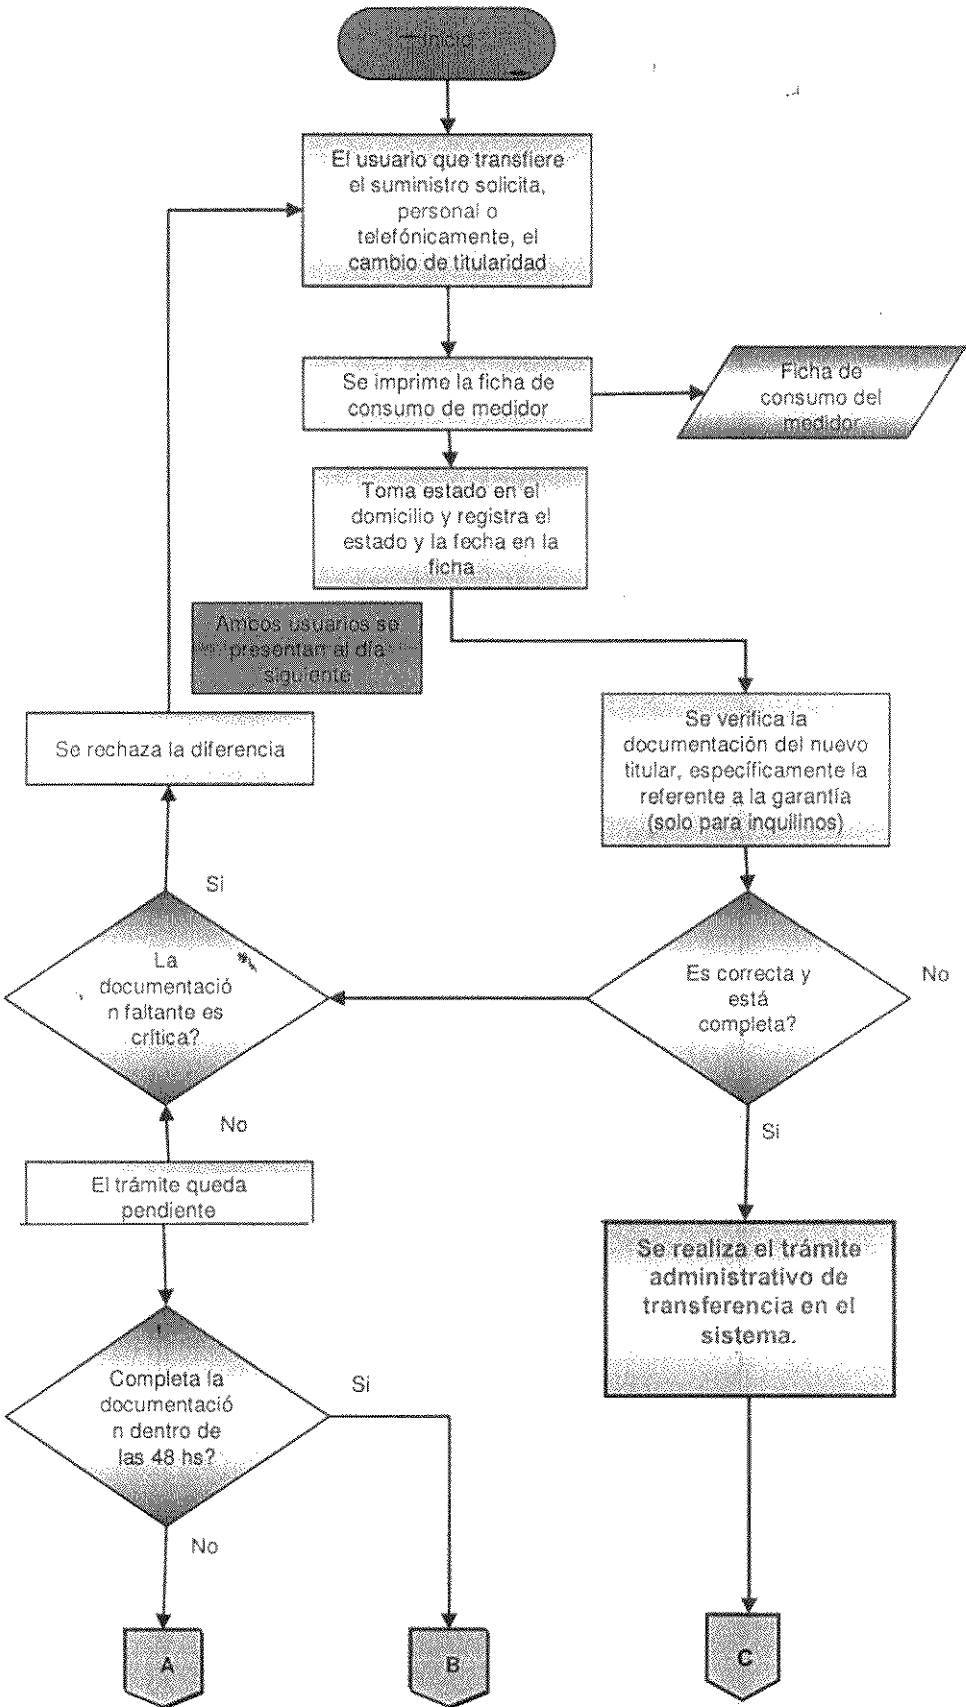 Inicio
El usuario que transfiere
el suministro solicita,
personal o
telefónicamente, el
cambio de titularidad
Se imprime la ficha de
consumo de medidor
Ficha de
consumo del
medidor
Toma estado en el
domicilio y registra el
estado y la fecha en la
ficha
Amcos usuarios se
presentan al día
siguiente
Se rechaza la diferencia
Se verifica la
documentación del nuevo
titular, específicamente la
referente a la garantía
(solo para inquilinos)
Si
La
documentació
n faltante es
crítica?
Es correcta y
está
completa?
No
No
Si
El trámite queda
pendiente
Se realiza el trámite
administrativo de
transferencia en el
sistema.
Completa la
documentació
n dentro de
las 48 hs?
Si
No
A
B
C